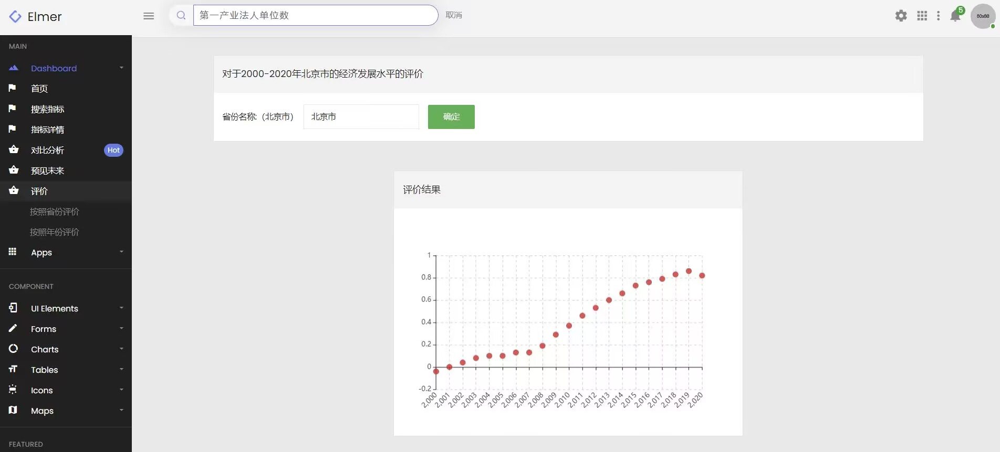 Elmer
第一产业法人单位数
取消
5
80x80
MAIN
Dashboard
首页
搜索指标
指标详情
对比分析
Hot
预见未来
评价
按照省份评价
按照年份评价
Apps
COMPONENT
UI Elements
Forms
Charts
Tables
Icons
Maps
FEATURED
对于2000-2020年北京市的经济发展水平的评价
省份名称:（北京市）
北京市
确定
评价结果
1
0.8
0.6
0.4
0.2
0
-0.2
2,000
2,001
2,002
2,003
2,004
2,005
2,006
2,007
2,008
2,009
2,010
2,011
2,012
2,013
2,014
2,015
2,016
2,017
2,018
2,019
2,020